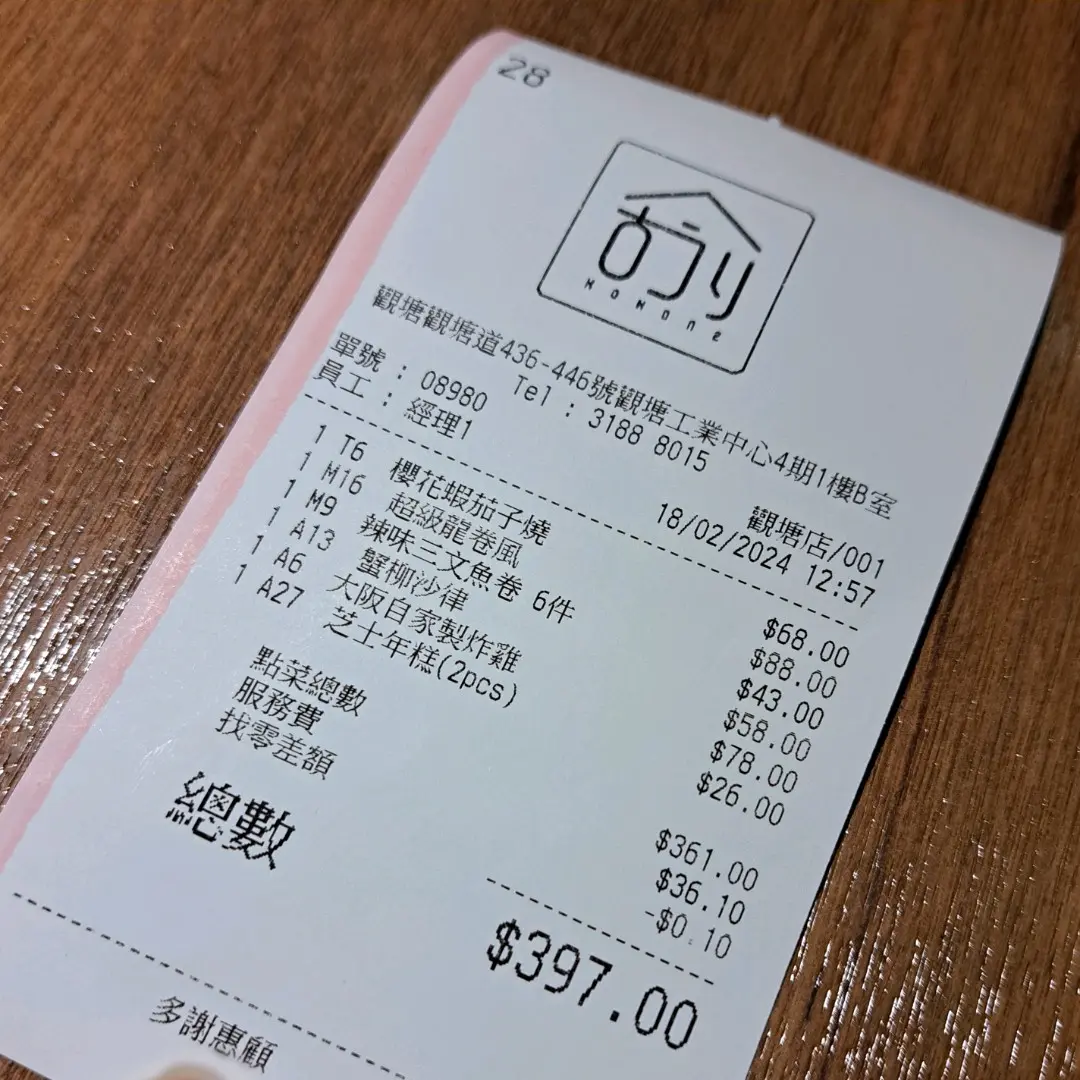 28
NOMOne
觀塘觀塘道436-446號觀塘工業中心4期1樓B室
Tel : 3188 8015
單號 : 08980 觀塘店/001
員工 : 經理1 18/02/2024 12:57
1 T6 櫻花蝦茄子燒 $68.00
1 M16 超級龍卷風 $88.00
1 M9 辣味三文魚卷 6件 $43.00
1 A13 蟹柳沙律 $58.00
1 A6 大阪自家製炸雞 $78.00
1 A27 芝士年糕(2pcs) $26.00
點菜總數 $361.00
服務費 $36.10
找零差額 -$0.10
總數 $397.00
多謝惠顧